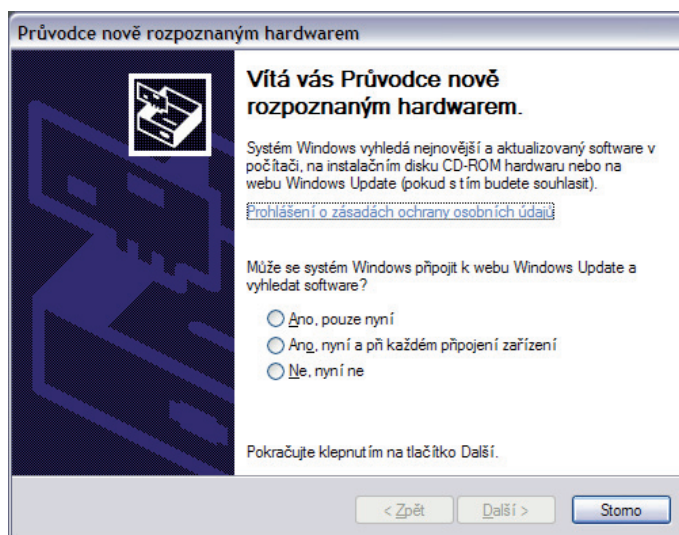 Průvodce nově rozpoznaným hardwarem
Vítá vás Průvodce nově
rozpoznaným hardwarem.
Systém Windows vyhledá nejnovější a aktualizovaný software v
počítači, na instalačním disku CD-ROM hardwaru nebo na
webu Windows Update (pokud s tím budete souhlasit).
Prohlášení o zásadách ochrany osobních údajů
Může se systém Windows připojit k webu Windows Update a
vyhledat software?
Ano, pouze nyní
Ano, nyní a při každém připojení zařízení
Ne, nyní ne
Pokračujte klepnutím na tlačítko Další.
< Zpět
Další >
Storno